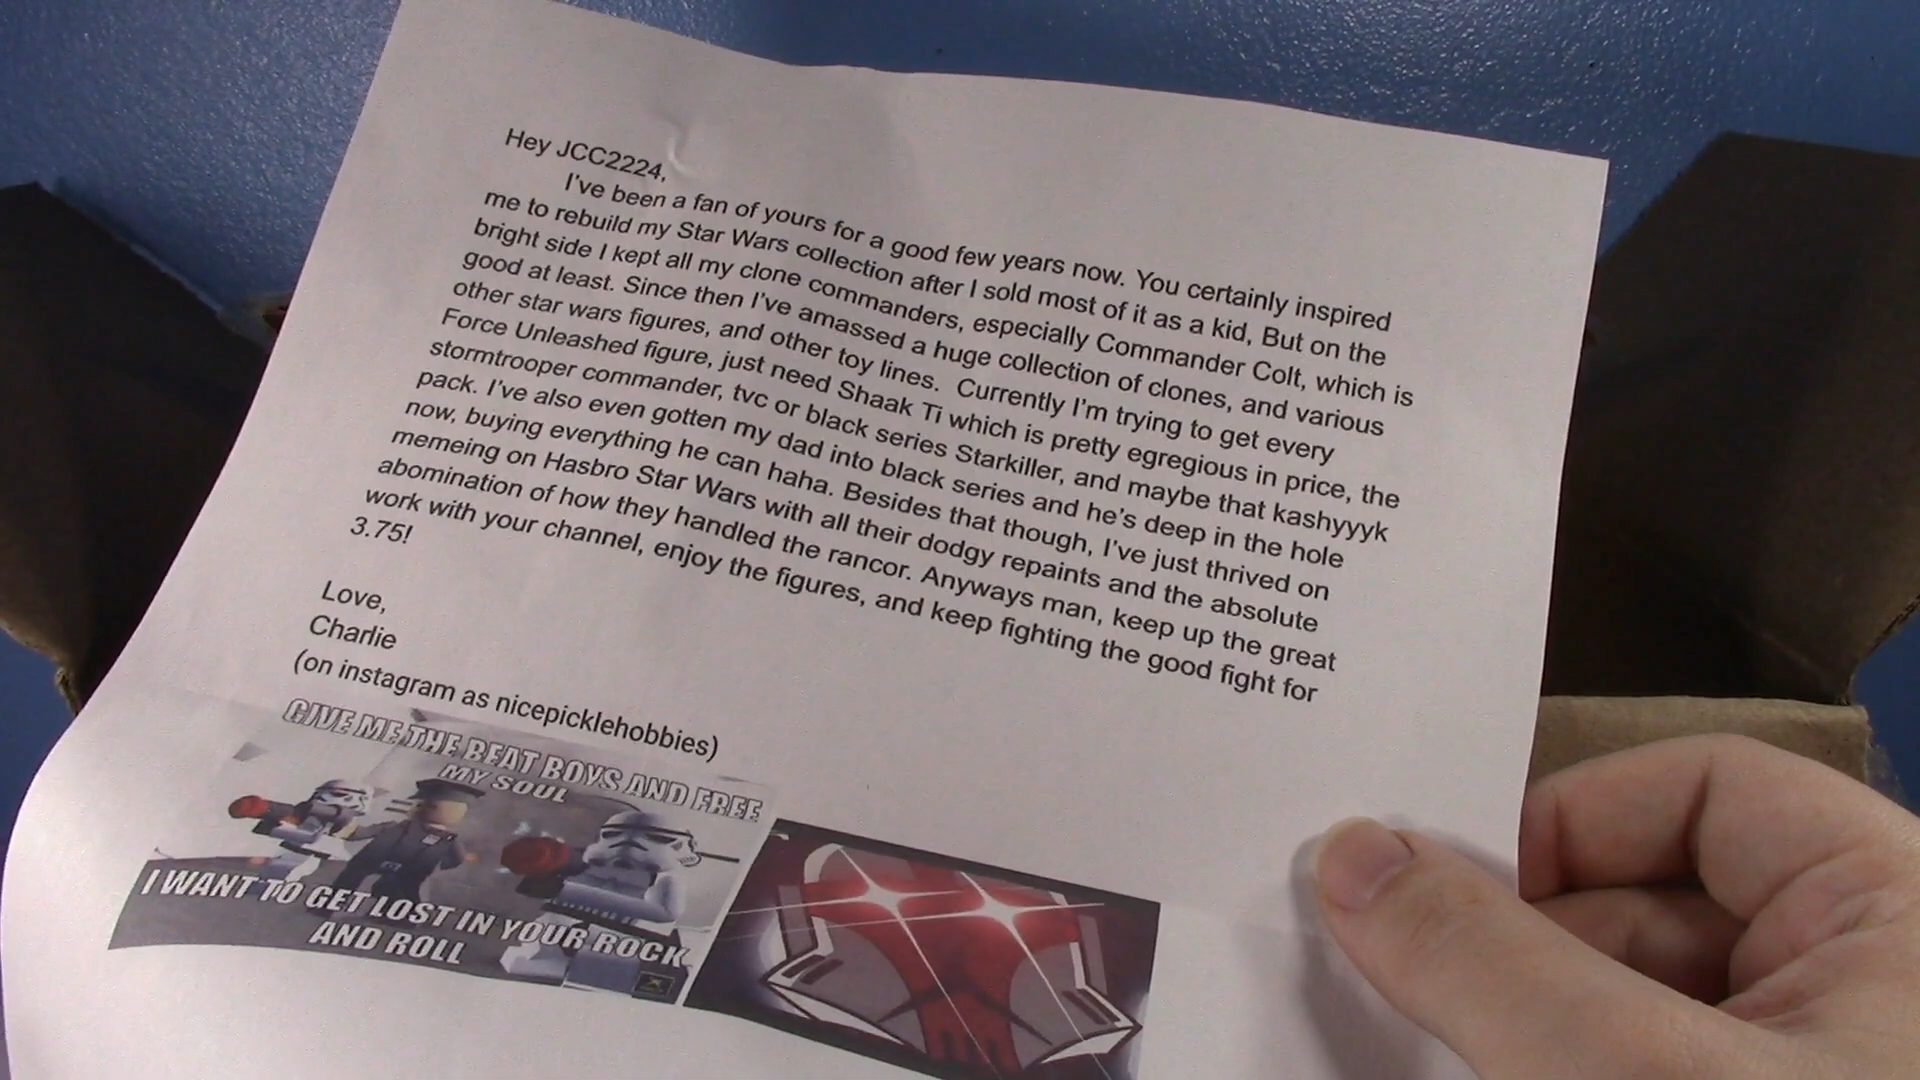 Hey JCC2224,
I've been a fan of yours for a good few years now. You certainly inspired
me to rebuild my Star Wars collection after I sold most of it as a kid, But on the
bright side I kept all my clone commanders, especially Commander Colt, which is
good at least. Since then I've amassed a huge collection of clones, and various
other star wars figures, and other toy lines. Currently I'm trying to get every
Force Unleashed figure, just need Shaak Ti which is pretty egregious in price, the
stormtrooper commander, tvc or black series Starkiller, and maybe that kashyyyk
pack. I've also even gotten my dad into black series and he's deep in the hole
now, buying everything he can haha. Besides that though, I've just thrived on
memeing on Hasbro Star Wars with all their dodgy repaints and the absolute
abomination of how they handled the rancor. Anyways man, keep up the great
work with your channel, enjoy the figures, and keep fighting the good fight for
3.75!
Love,
Charlie
(on instagram as nicepicklehobbies)
GIVE ME THE BEAT BOYS AND FREE
MY SOUL
I WANT TO GET LOST IN YOUR ROCK
AND ROLL